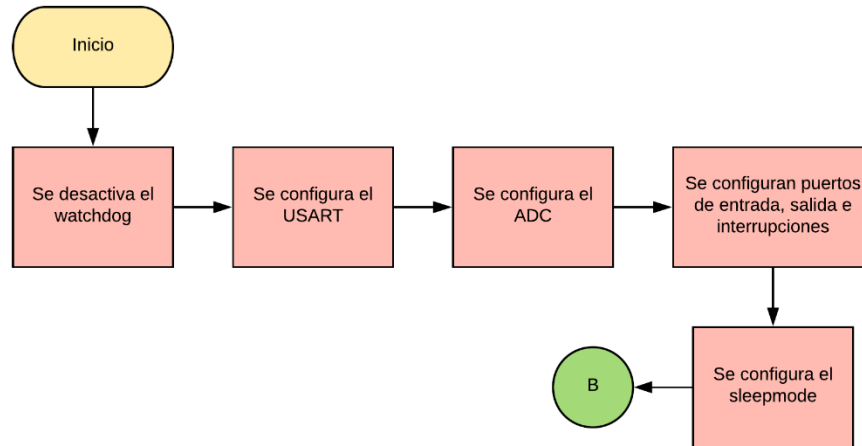 Inicio
Se desactiva el
watchdog
Se configura el
USART
Se configura el
ADC
Se configuran puertos
de entrada, salida e
interrupciones
B
Se configura el
sleepmode